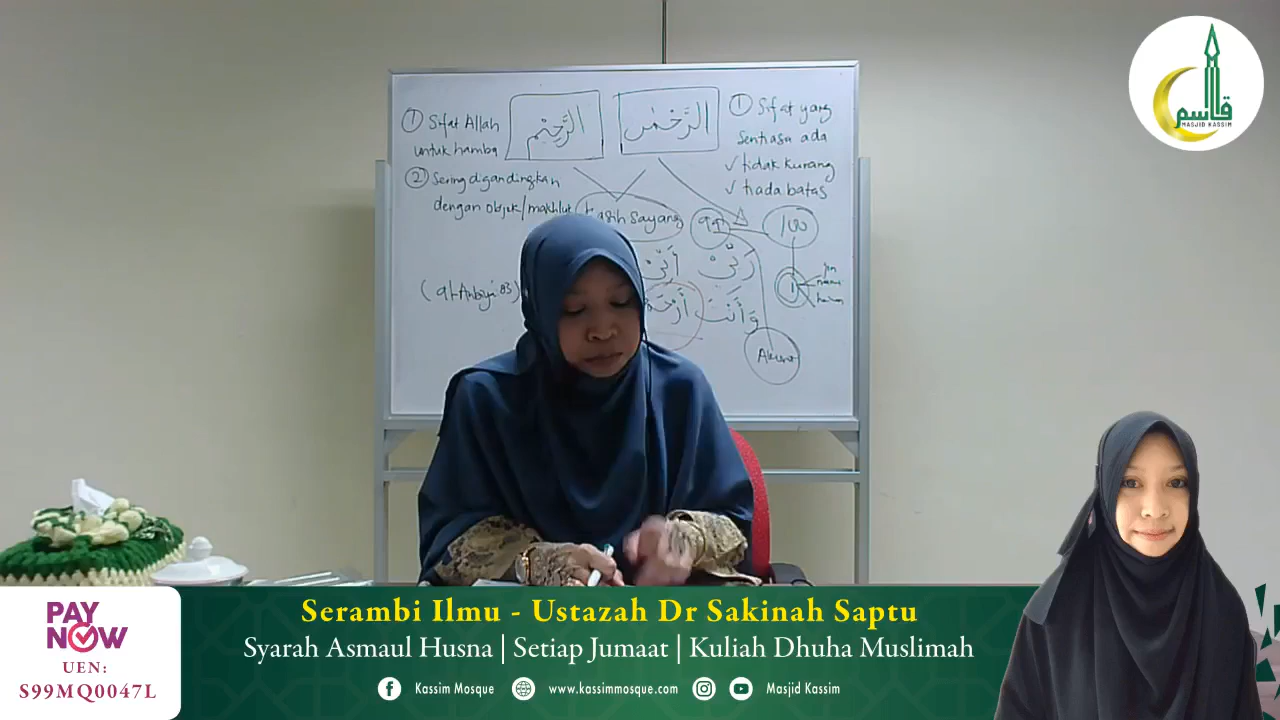 ① Sifat Allah
untuk hamba
② Sering digandingkan
dengan objek/makhluk
(al-Anbiya 83)
الرَّحِيْم
الرَّحْمٰن
① Sifat yang
sentiasa ada
✓ tidak kurang
✓ tiada batas
Kasih Sayang
99
100
1
أَنِّيْ
رَبِّيْ
وَأَنْتَ
Akhirat
قاسم
MASJID KASSIM
PAY
NOW
UEN:
S99MQ0047L
Serambi Ilmu - Ustazah Dr Sakinah Saptu
Syarah Asmaul Husna | Setiap Jumaat | Kuliah Dhuha Muslimah
Kassim Mosque
www.kassimmosque.com
Masjid Kassim